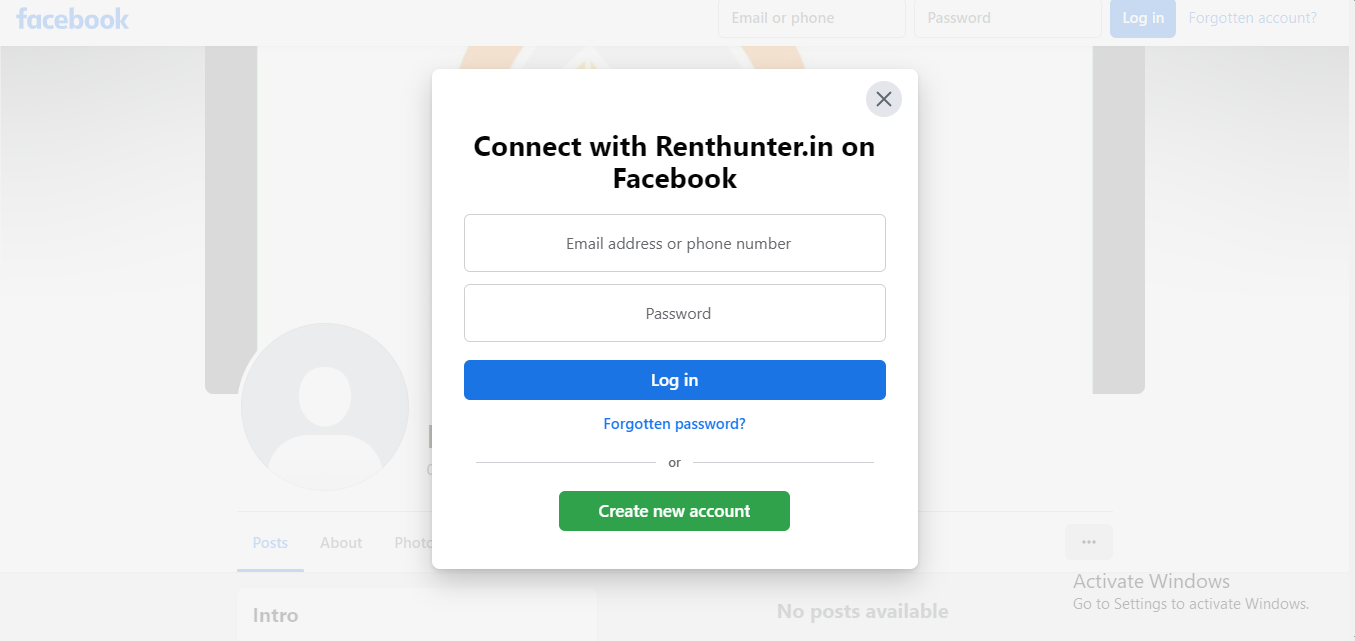 facebook
Email or phone
Password
Log in
Forgotten account?
Connect with Renthunter.in on
Facebook
Email address or phone number
Password
Log in
Forgotten password?
or
Create new account
Posts
About
Intro
No posts available
Activate Windows
Go to Settings to activate Windows.